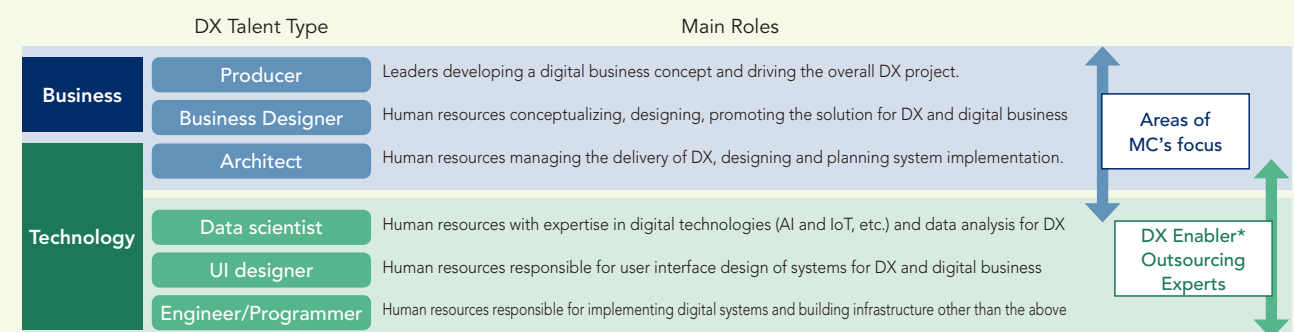 DX Talent Type Main Roles
Business
Producer Leaders developing a digital business concept and driving the overall DX project.
Business Designer Human resources conceptualizing, designing, promoting the solution for DX and digital business
Architect Human resources managing the delivery of DX, designing and planning system implementation.
Areas of
MC's focus
Technology
Data scientist Human resources with expertise in digital technologies (AI and IoT, etc.) and data analysis for DX
UI designer Human resources responsible for user interface design of systems for DX and digital business
Engineer/Programmer Human resources responsible for implementing digital systems and building infrastructure other than the above
DX Enabler*
Outsourcing
Experts